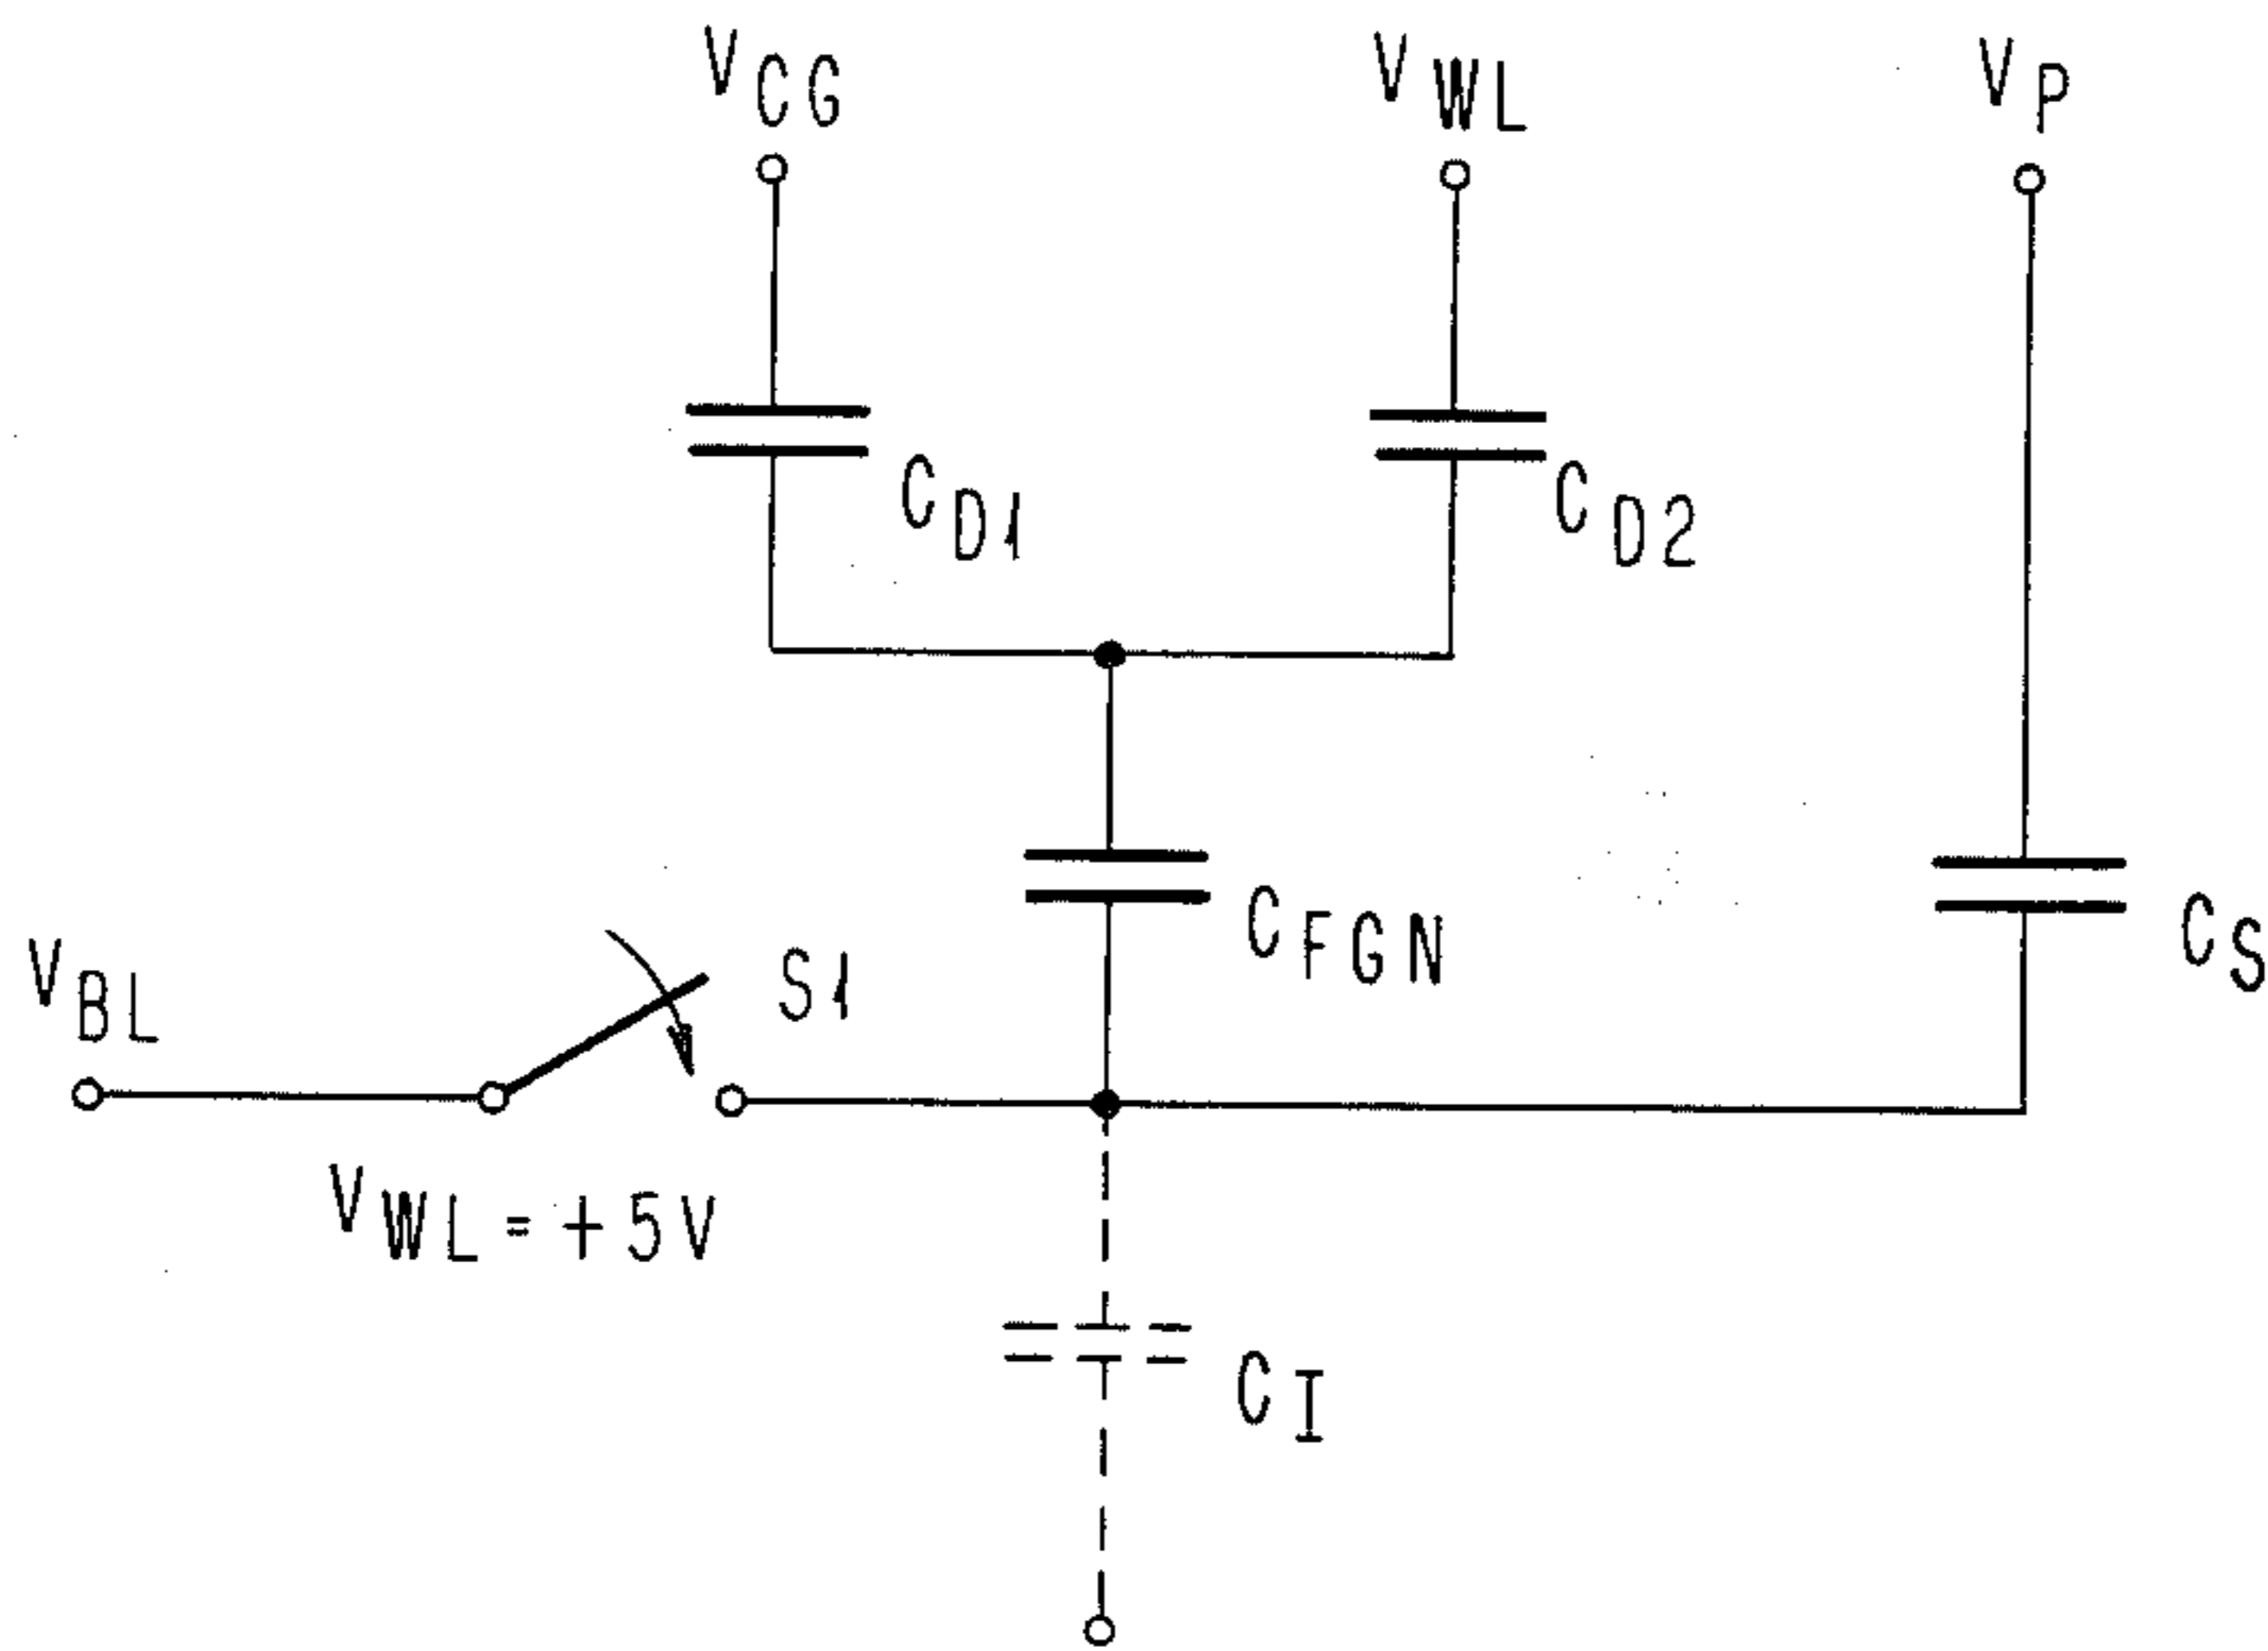 VCG
VWL
VP
CD1
CD2
CFGN
CS
VBL
S1
VWL=+5V
CI